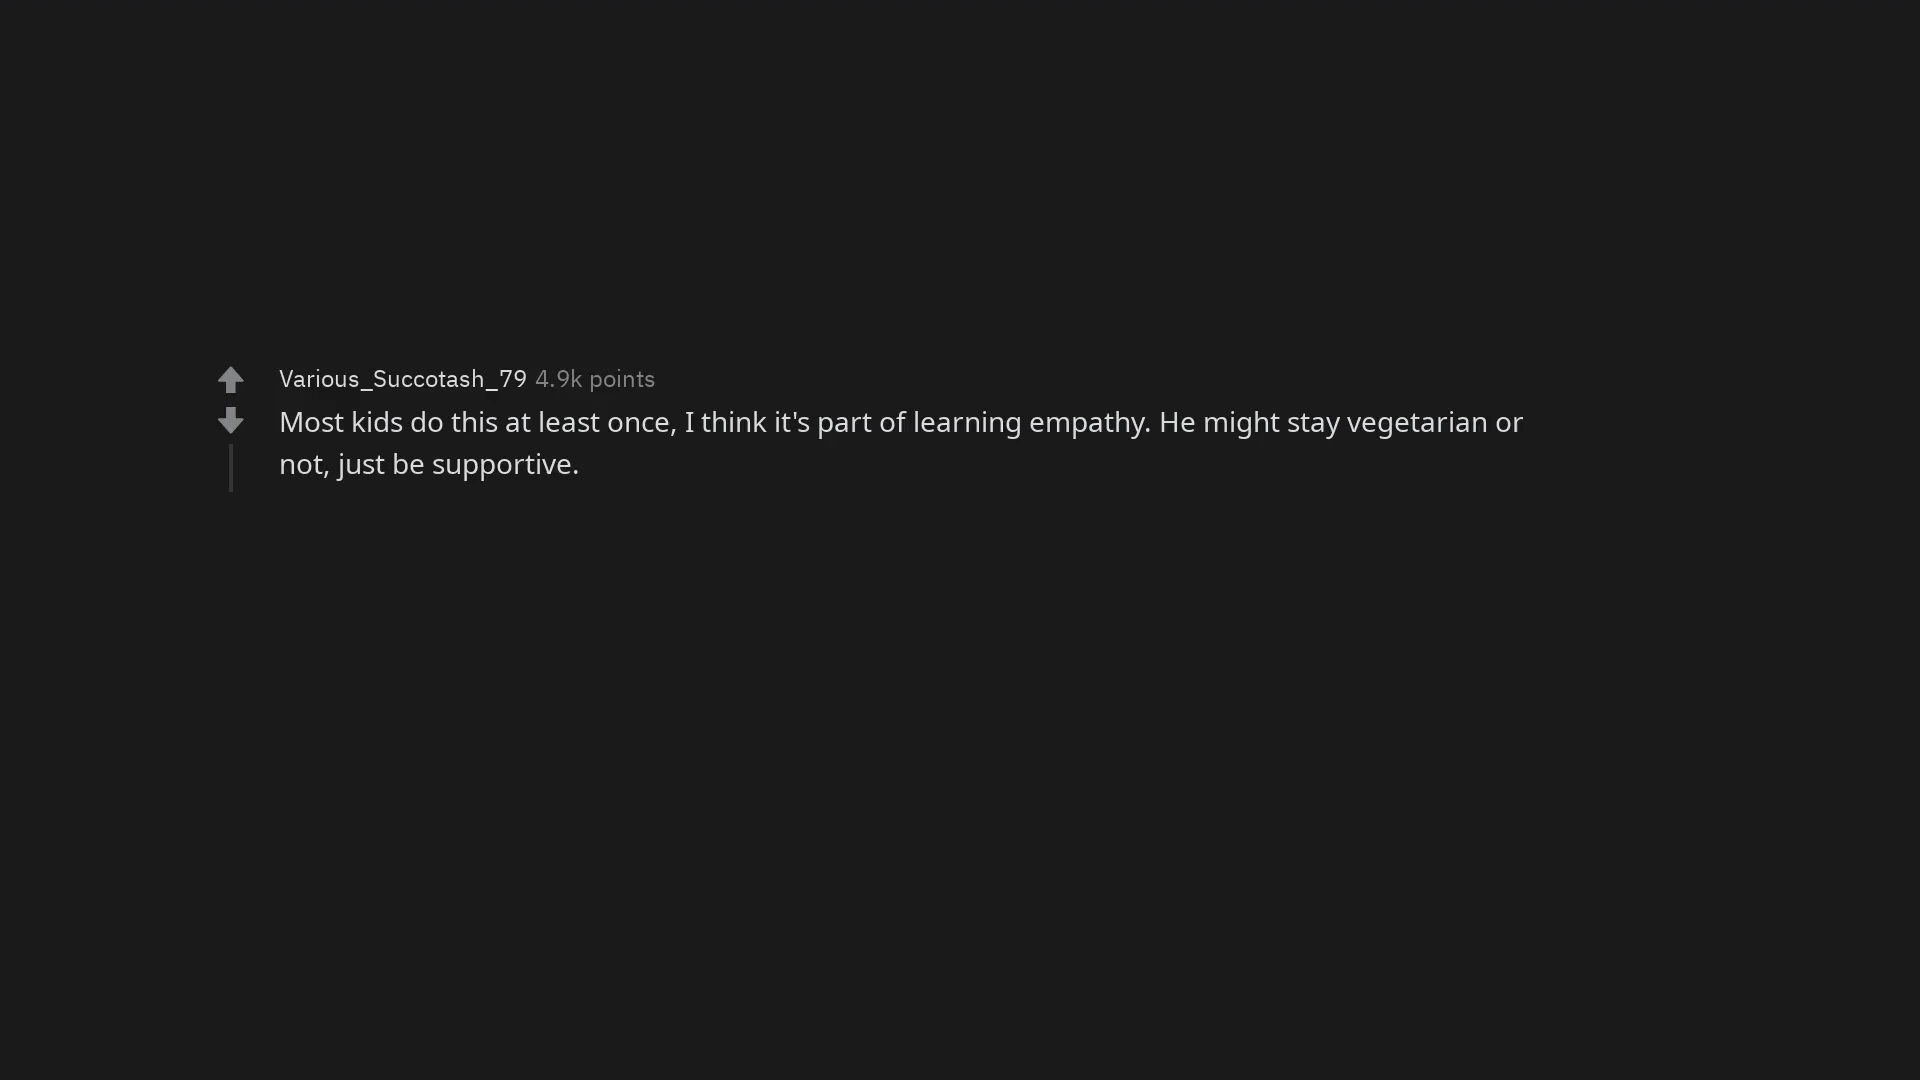 Various_Succotash_79 4.9k points
Most kids do this at least once, I think it's part of learning empathy. He might stay vegetarian or
not, just be supportive.